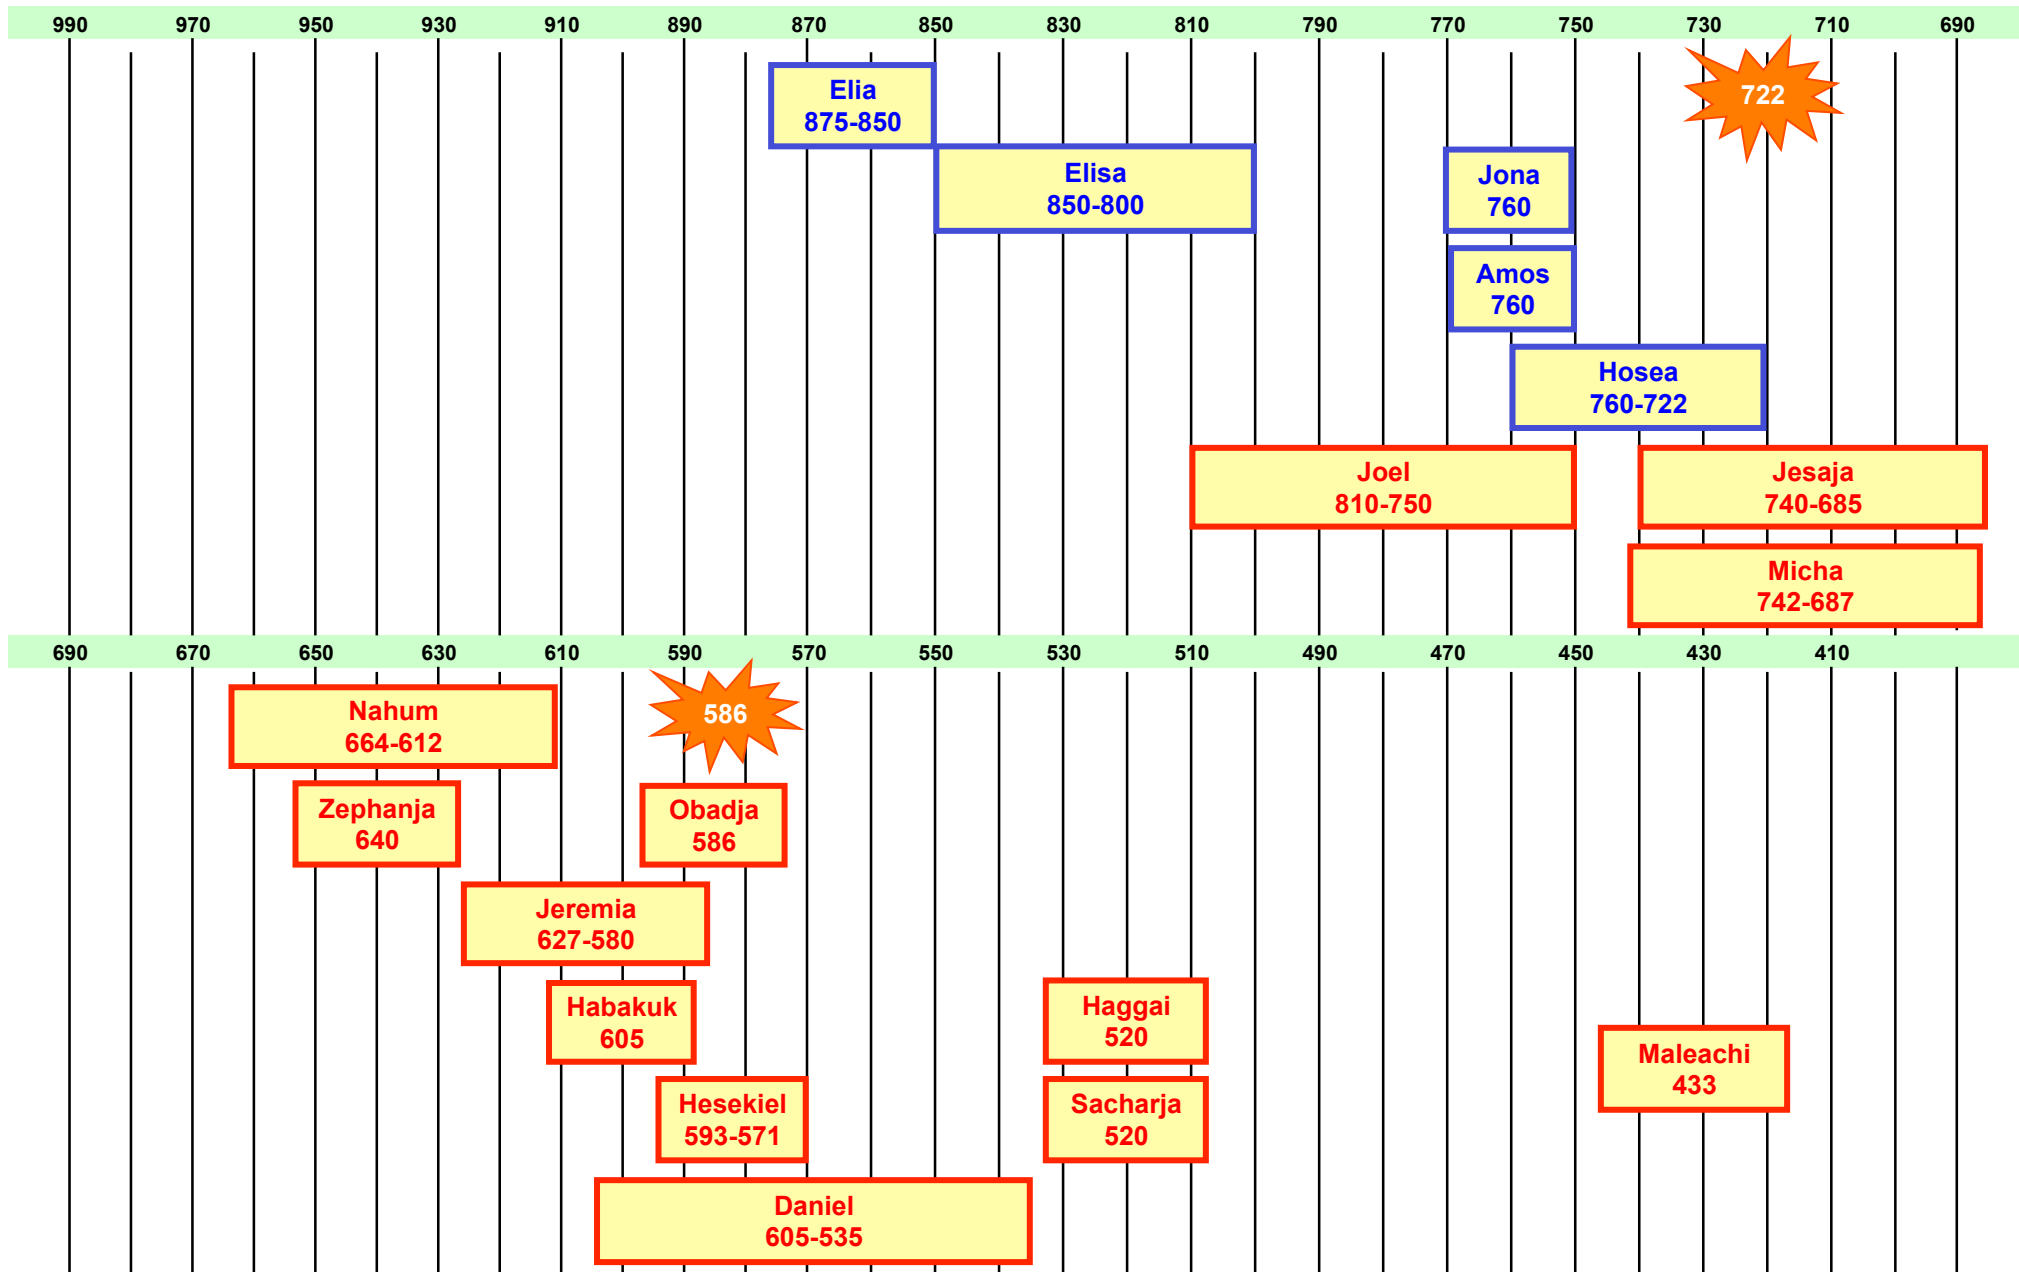 990 970 950 930 910 890 870 850 830 810 790 770 750 730 710 690
Elia
875-850
722
Elisa
850-800
Jona
760
Amos
760
Hosea
760-722
Joel
810-750
Jesaja
740-685
Micha
742-687
690 670 650 630 610 590 570 550 530 510 490 470 450 430 410
Nahum
664-612
586
Zephanja
640
Obadja
586
Jeremia
627-580
Habakuk
605
Haggai
520
Maleachi
433
Hesekiel
593-571
Sacharja
520
Daniel
605-535